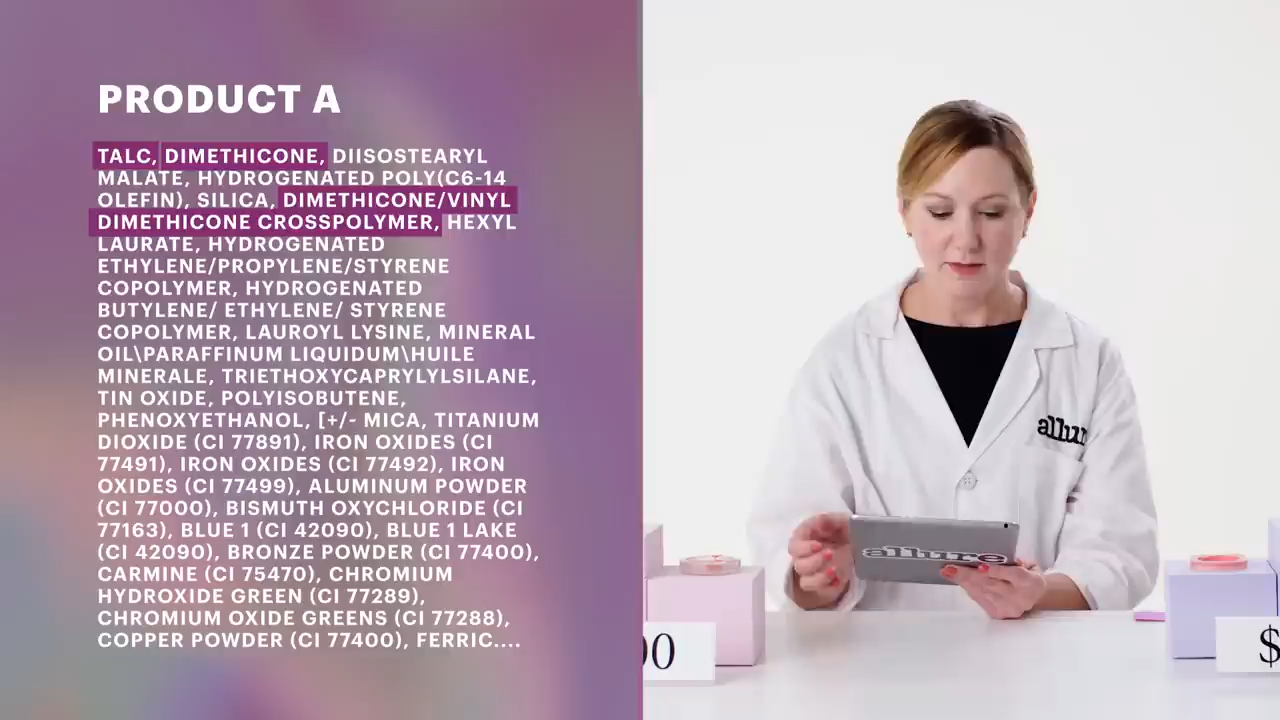 PRODUCT A
TALC, DIMETHICONE, DIISOSTEARYL
MALATE, HYDROGENATED POLY(C6-14
OLEFIN), SILICA, DIMETHICONE/VINYL
DIMETHICONE CROSSPOLYMER, HEXYL
LAURATE, HYDROGENATED
ETHYLENE/PROPYLENE/STYRENE
COPOLYMER, HYDROGENATED
BUTYLENE/ ETHYLENE/ STYRENE
COPOLYMER, LAUROYL LYSINE, MINERAL
OIL\PARAFFINUM LIQUIDUM\HUILE
MINERALE, TRIETHOXYCAPRYLYLSILANE,
TIN OXIDE, POLYISOBUTENE,
PHENOXYETHANOL, [+/- MICA, TITANIUM
DIOXIDE (CI 77891), IRON OXIDES (CI
77491), IRON OXIDES (CI 77492), IRON
OXIDES (CI 77499), ALUMINUM POWDER
(CI 77000), BISMUTH OXYCHLORIDE (CI
77163), BLUE 1 (CI 42090), BLUE 1 LAKE
(CI 42090), BRONZE POWDER (CI 77400),
CARMINE (CI 75470), CHROMIUM
HYDROXIDE GREEN (CI 77289),
CHROMIUM OXIDE GREENS (CI 77288),
COPPER POWDER (CI 77400), FERRIC....
allur
allure
00
$